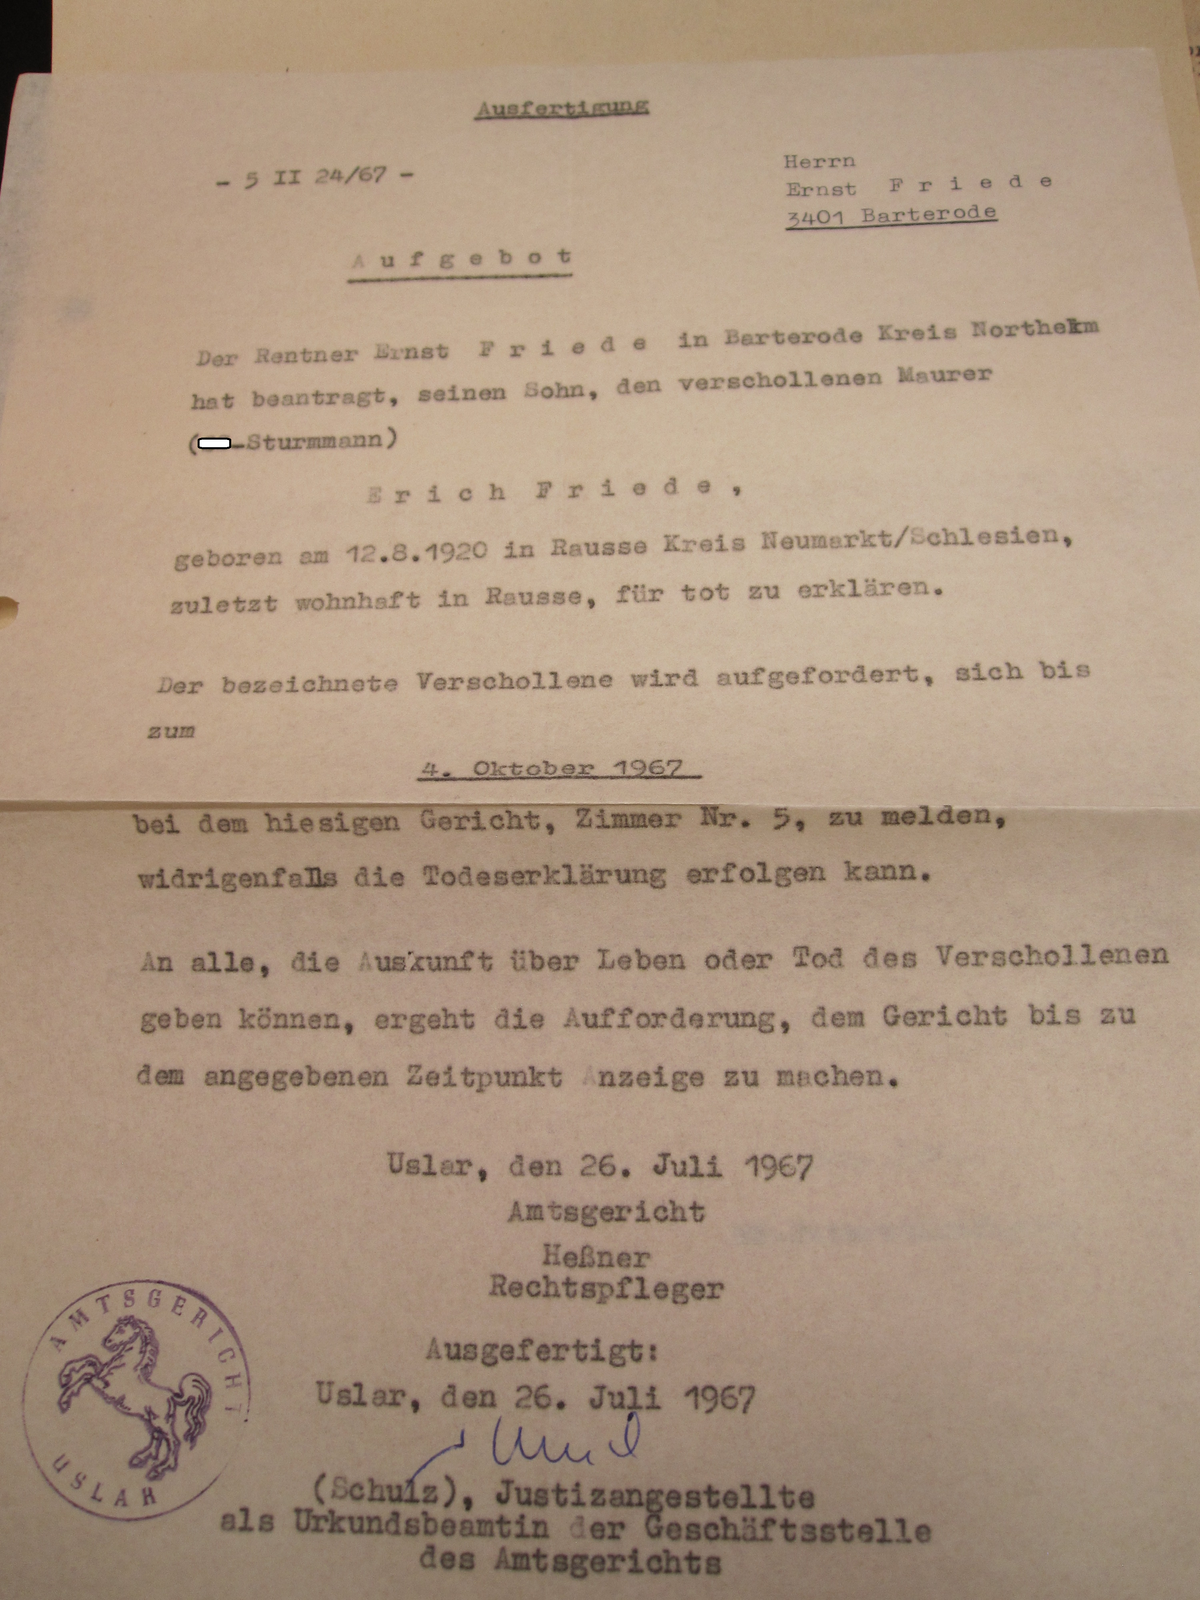 Ausfertigung
- 5 II 24/67 -
Herrn
Ernst F r i e d e
3401 Barterode
A u f g e b o t
Der Rentner Ernst F r i e d e in Barterode Kreis Northeim
hat beantragt, seinen Sohn, den verschollenen Maurer
( -Sturmmann)
E r i c h F r i e d e ,
geboren am 12.8.1920 in Rausse Kreis Neumarkt/Schlesien,
zuletzt wohnhaft in Rausse, für tot zu erklären.
Der bezeichnete Verschollene wird aufgefordert, sich bis
zum
4. Oktober 1967
bei dem hiesigen Gericht, Zimmer Nr. 5, zu melden,
widrigenfalls die Todeserklärung erfolgen kann.
An alle, die Auskunft über Leben oder Tod des Verschollenen
geben können, ergeht die Aufforderung, dem Gericht bis zu
dem angegebenen Zeitpunkt Anzeige zu machen.
Uslar, den 26. Juli 1967
Amtsgericht
Heßner
Rechtspfleger
Ausgefertigt:
Uslar, den 26. Juli 1967
(Schulz), Justizangestellte
als Urkundsbeamtin der Geschäftsstelle
des Amtsgerichts
AMTSGERICHT
USLAR